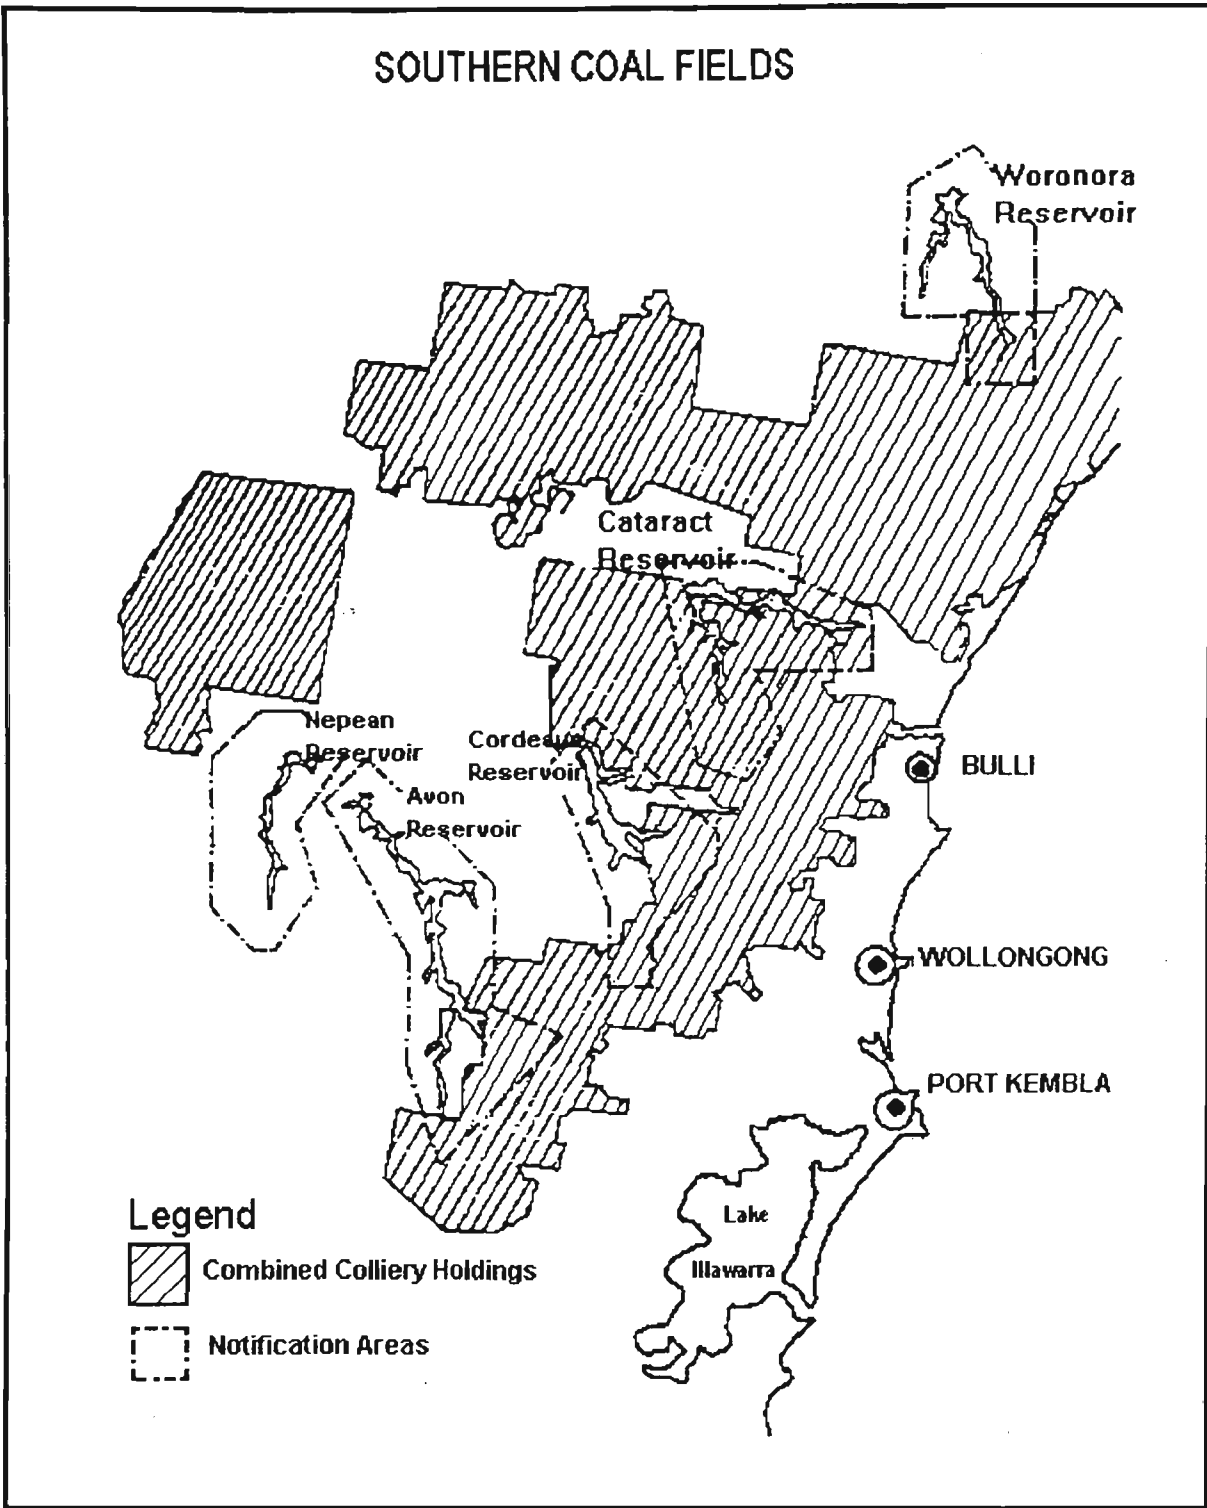 SOUTHERN COAL FIELDS
Woronora
Reservoir
Cataract
Reservoir
Nepean
Reservoir
Cordeaux
Reservoir
Avon
Reservoir
BULLI
WOLLONGONG
PORT KEMBLA
Lake
Illawarra
Legend
Combined Colliery Holdings
Notification Areas